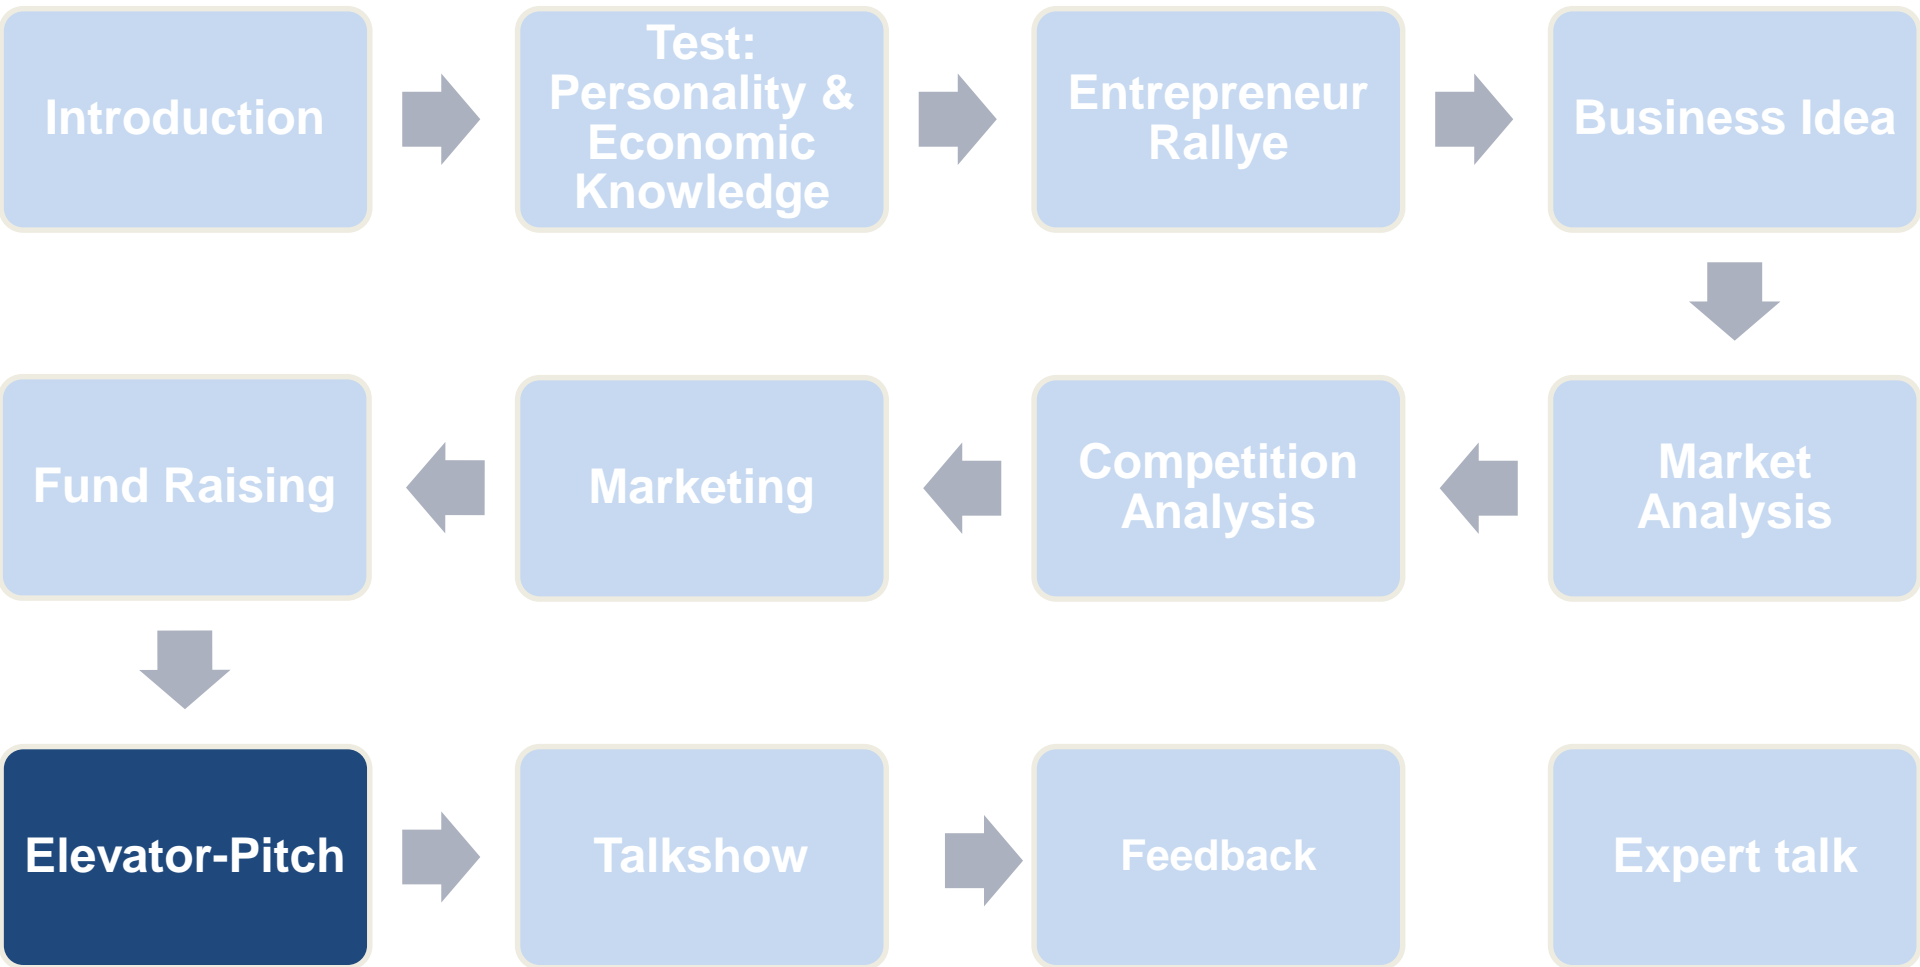 Introduction
Test:
Personality &
Economic
Knowledge
Entrepreneur
Rallye
Business Idea
Fund Raising
Marketing
Competition
Analysis
Market
Analysis
Elevator-Pitch
Talkshow
Feedback
Expert talk